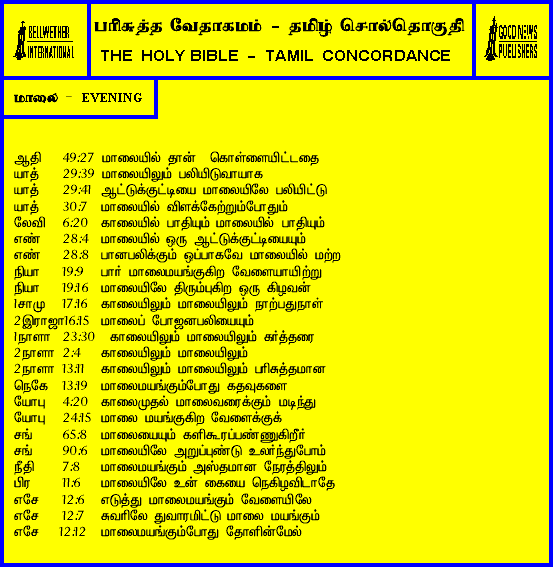 BELLWETHER
INTERNATIONAL
பரிசுத்த வேதாகமம் - தமிழ் சொல்தொகுதி
THE HOLY BIBLE - TAMIL CONCORDANCE
GOOD NEWS
PUBLISHERS
மாலை - EVENING
ஆதி 49:27 மாலையில் தான் கொள்ளையிட்டதை
யாத் 29:39 மாலையிலும் பலியிடுவாயாக
யாத் 29:41 ஆட்டுக்குட்டியை மாலையிலே பலியிட்டு
யாத் 30:7 மாலையில் விளக்கேற்றும்போதும்
லேவி 6:20 காலையில் பாதியும் மாலையில் பாதியும்
எண் 28:4 மாலையில் ஒரு ஆட்டுக்குட்டியையும்
எண் 28:8 பானபலிக்கும் ஒப்பாகவே மாலையில் மற்ற
நியா 19:9 பார் மாலைமயங்குகிற வேளையாயிற்று
நியா 19:16 மாலையிலே திரும்புகிற ஒரு கிழவன்
1சாமு 17:16 காலையிலும் மாலையிலும் நாற்பதுநாள்
2இராஜா16:15 மாலைப் போஜனபலியையும்
1நாளா 23:30 காலையிலும் மாலையிலும் கர்த்தரை
2நாளா 2:4 காலையிலும் மாலையிலும்
2நாளா 13:11 காலையிலும் மாலையிலும் பரிசுத்தமான
நெகே 13:19 மாலைமயங்கும்போது கதவுகளை
யோபு 4:20 காலைமுதல் மாலைவரைக்கும் மடிந்து
யோபு 24:15 மாலை மயங்குகிற வேளைக்குக்
சங் 65:8 மாலையையும் களிகூரப்பண்ணுகிறீர்
சங் 90:6 மாலையிலே அறுப்புண்டு உலர்ந்துபோம்
நீதி 7:8 மாலைமயங்கும் அஸ்தமான நேரத்திலும்
பிர 11:6 மாலையிலே உன் கையை நெகிழவிடாதே
எசே 12:6 எடுத்து மாலைமயங்கும் வேளையிலே
எசே 12:7 சுவரிலே துவாரமிட்டு மாலை மயங்கும்
எசே 12:12 மாலைமயங்கும்போது தோளின்மேல்